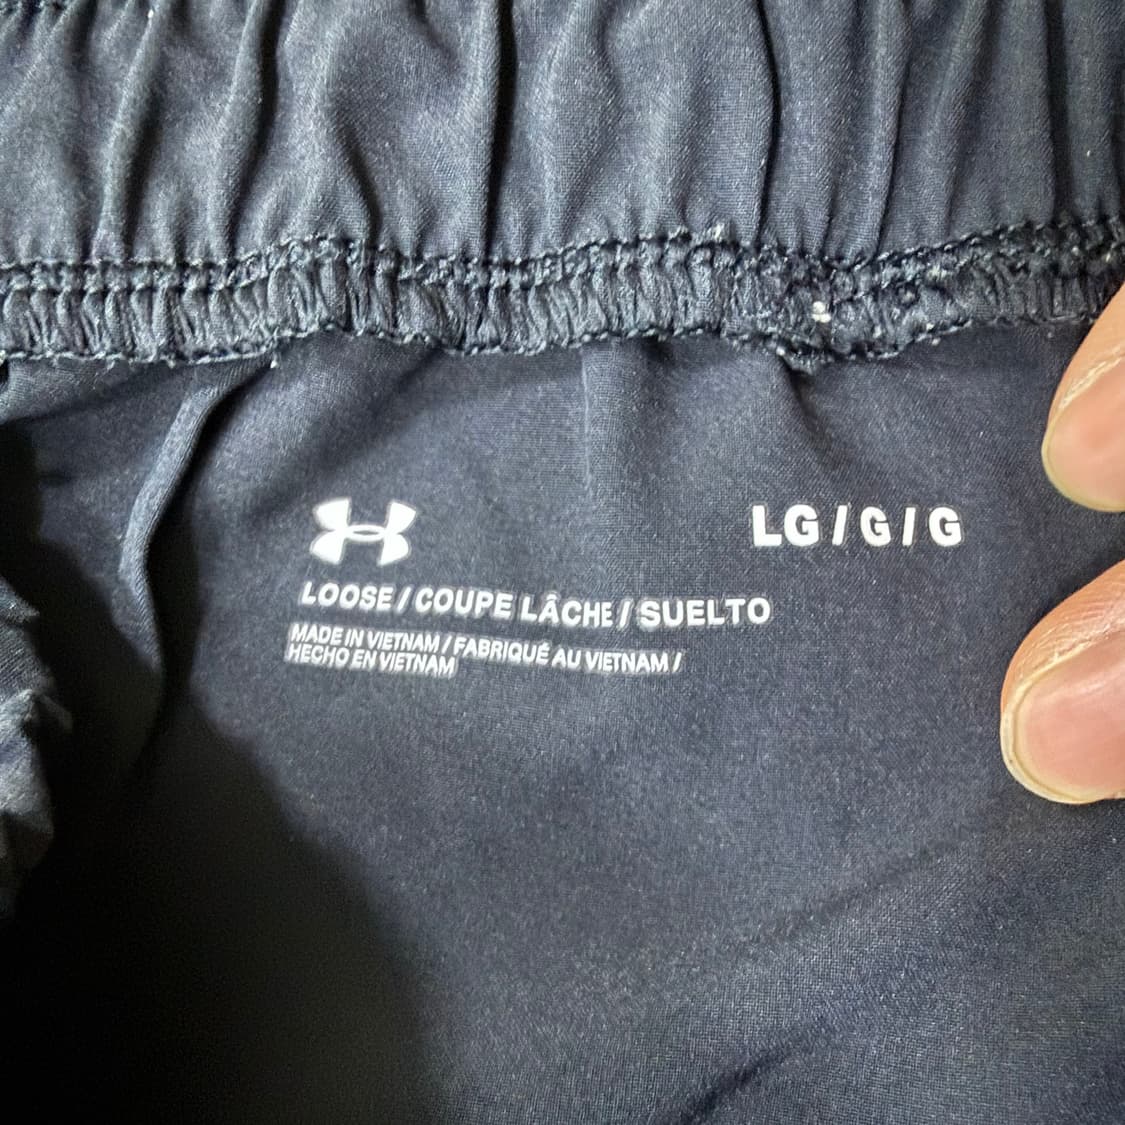 LG / G / G
LOOSE / COUPE LÂCHE / SUELTO
MADE IN VIETNAM / FABRIQUÉ AU VIETNAM /
HECHO EN VIETNAM